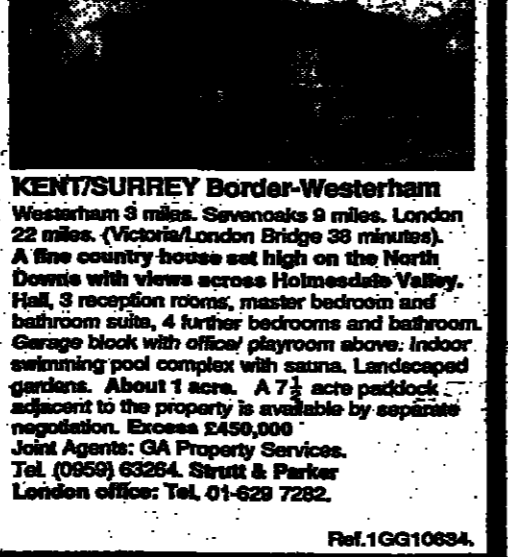 KENT/SURREY Border-Westerham
Westerham 3 miles. Sevenoaks 9 miles. London
22 miles. (Victoria/London Bridge 38 minutes).
A fine country house set high on the North
Downs with views across Holmesdale Valley.
Hall, 3 reception rooms, master bedroom and
bathroom suite, 4 further bedrooms and bathroom.
Garage block with office/ playroom above. Indoor
swimming pool complex with sauna. Landscaped
gardens. About 1 acre. A 7½ acre paddock
adjacent to the property is available by separate
negotiation. Excess £450,000
Joint Agents: GA Property Services.
Tel. (0959) 63264. Strutt & Parker
London office: Tel. 01-629 7282.
Ref.1GG10634.